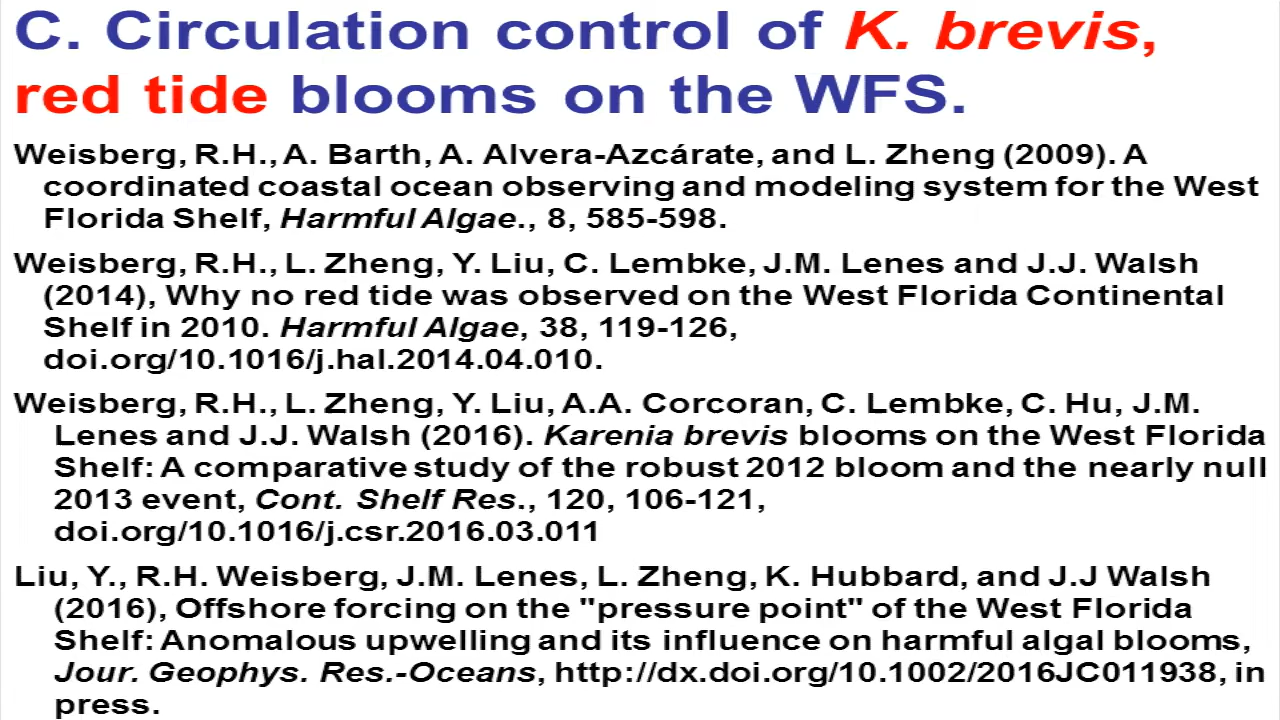 C. Circulation control of K. brevis,
red tide blooms on the WFS.
Weisberg, R.H., A. Barth, A. Alvera-Azcárate, and L. Zheng (2009). A
coordinated coastal ocean observing and modeling system for the West
Florida Shelf, Harmful Algae., 8, 585-598.
Weisberg, R.H., L. Zheng, Y. Liu, C. Lembke, J.M. Lenes and J.J. Walsh
(2014), Why no red tide was observed on the West Florida Continental
Shelf in 2010. Harmful Algae, 38, 119-126,
doi.org/10.1016/j.hal.2014.04.010.
Weisberg, R.H., L. Zheng, Y. Liu, A.A. Corcoran, C. Lembke, C. Hu, J.M.
Lenes and J.J. Walsh (2016). Karenia brevis blooms on the West Florida
Shelf: A comparative study of the robust 2012 bloom and the nearly null
2013 event, Cont. Shelf Res., 120, 106-121,
doi.org/10.1016/j.csr.2016.03.011
Liu, Y., R.H. Weisberg, J.M. Lenes, L. Zheng, K. Hubbard, and J.J Walsh
(2016), Offshore forcing on the "pressure point" of the West Florida
Shelf: Anomalous upwelling and its influence on harmful algal blooms,
Jour. Geophys. Res.-Oceans, http://dx.doi.org/10.1002/2016JC011938, in
press.